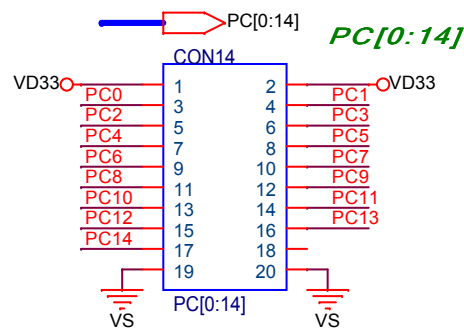 PC[0:14]
PC[0:14]
CON14
VD33 1 2 VD33
PC0 3 4 PC1
PC2 5 6 PC3
PC4 7 8 PC5
PC6 9 10 PC7
PC8 11 12 PC9
PC10 13 14 PC11
PC12 15 16 PC13
PC14 17 18
19 20
PC[0:14]
VS VS